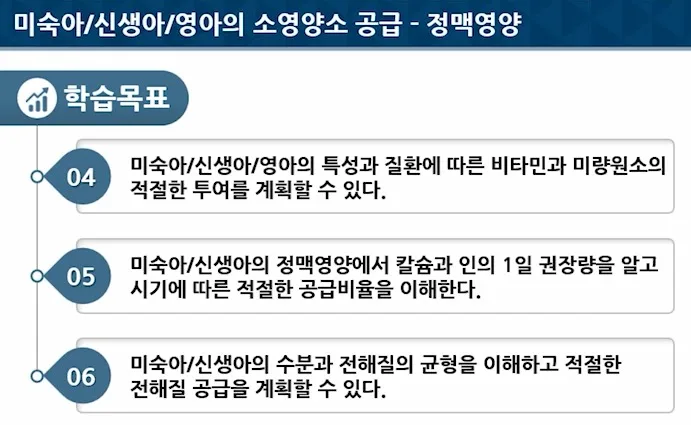 미숙아/신생아/영아의 소영양소 공급 - 정맥영양
학습목표
04
미숙아/신생아/영아의 특성과 질환에 따른 비타민과 미량원소의
적절한 투여를 계획할 수 있다.
05
미숙아/신생아의 정맥영양에서 칼슘과 인의 1일 권장량을 알고
시기에 따른 적절한 공급비율을 이해한다.
06
미숙아/신생아의 수분과 전해질의 균형을 이해하고 적절한
전해질 공급을 계획할 수 있다.